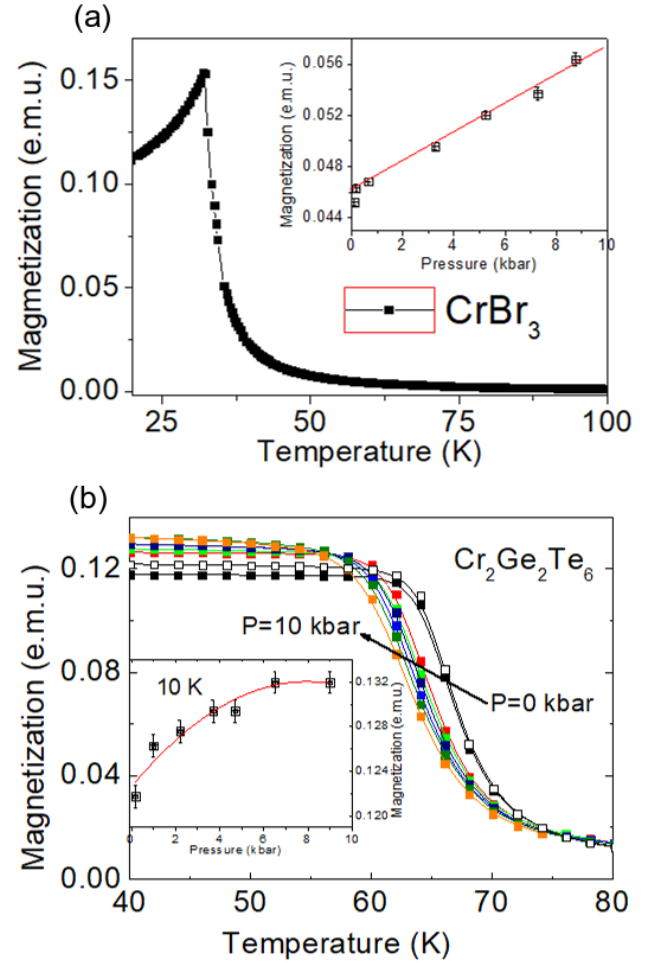 (a)
Magmetization (e.m.u.)
0.15
0.10
0.05
0.00
25
50
75
100
Temperature (K)
Magnetization (e.m.u.)
0.056
0.052
0.048
0.044
0
2
4
6
8
10
Pressure (kbar)
CrBr₃
(b)
Magnetization (e.m.u.)
0.12
0.08
0.04
0.00
40
50
60
70
80
Temperature (K)
Cr₂Ge₂Te₆
P=10 kbar
P=0 kbar
10 K
0.132
0.128
0.124
0.120
Magnetization (e.m.u.)
0
2
4
6
8
10
Pressure (kbar)